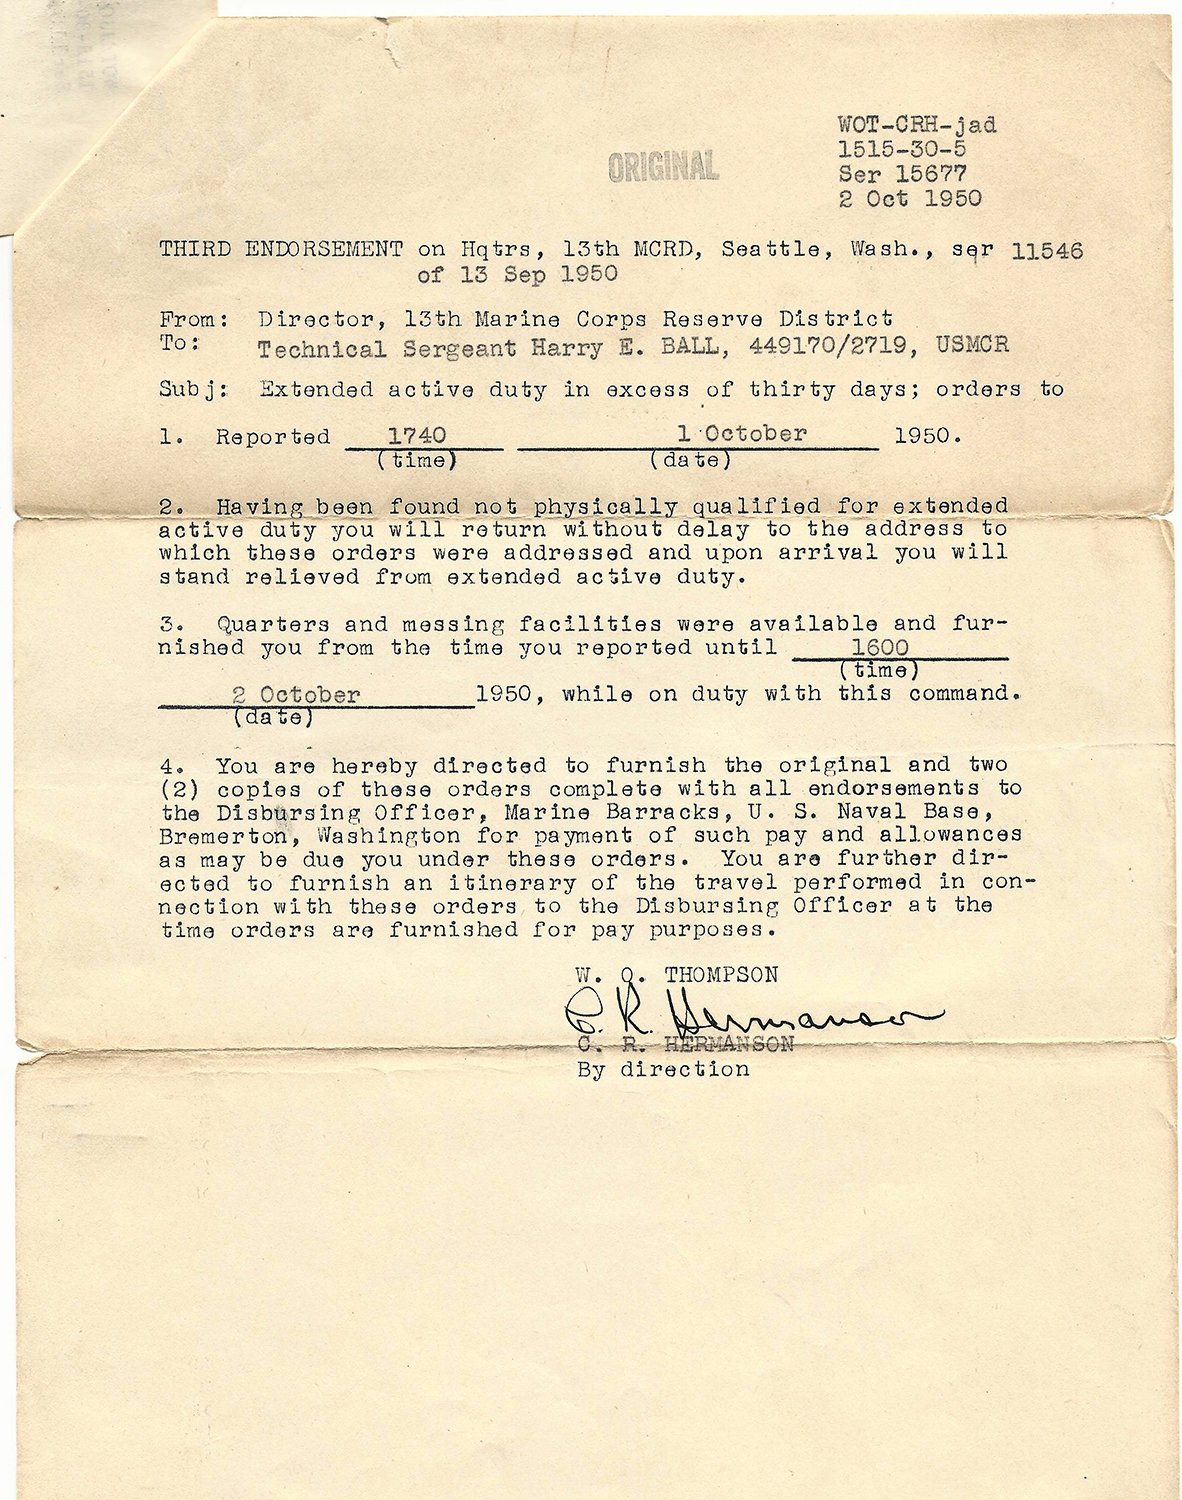 WOT-CRH-jad
1515-30-5
ORIGINAL
Ser 15677
2 Oct 1950
THIRD ENDORSEMENT on Hqtrs, 13th MCRD, Seattle, Wash., ser 11546
of 13 Sep 1950
From: Director, 13th Marine Corps Reserve District
To: Technical Sergeant Harry E. BALL, 449170/2719, USMCR
Subj: Extended active duty in excess of thirty days; orders to
1. Reported 1740 1 October 1950.
(time) (date)
2. Having been found not physically qualified for extended
active duty you will return without delay to the address to
which these orders were addressed and upon arrival you will
stand relieved from extended active duty.
3. Quarters and messing facilities were available and fur-
nished you from the time you reported until 1600
(time)
2 October 1950, while on duty with this command.
(date)
4. You are hereby directed to furnish the original and two
(2) copies of these orders complete with all endorsements to
the Disbursing Officer, Marine Barracks, U. S. Naval Base,
Bremerton, Washington for payment of such pay and allowances
as may be due you under these orders. You are further dir-
ected to furnish an itinerary of the travel performed in con-
nection with these orders to the Disbursing Officer at the
time orders are furnished for pay purposes.
W. O. THOMPSON
C. R. Hermanson
C. R. HERMANSON
By direction